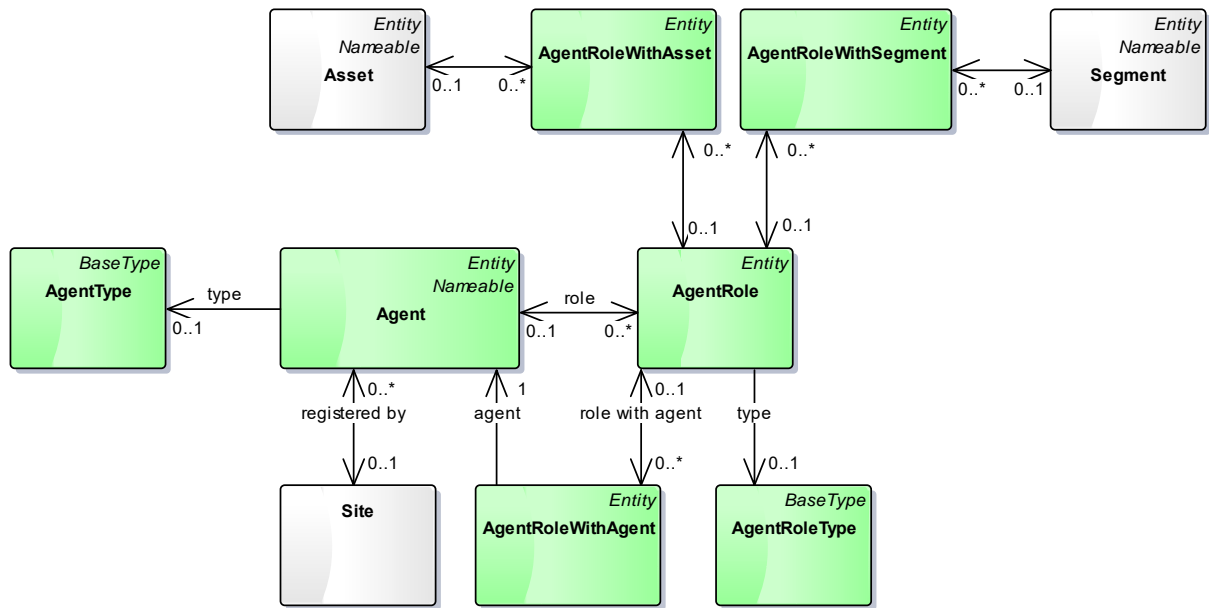 Entity
Nameable
Asset
0..1
0..*
Entity
AgentRoleWithAsset
Entity
AgentRoleWithSegment
0..*
0..1
Entity
Nameable
Segment
0..*
0..*
0..1
0..1
BaseType
AgentType
type
0..1
Entity
Nameable
Agent
role
0..1
0..*
Entity
AgentRole
0..*
registered by
0..1
1
agent
0..1
role with agent
0..*
type
0..1
Site
Entity
AgentRoleWithAgent
BaseType
AgentRoleType